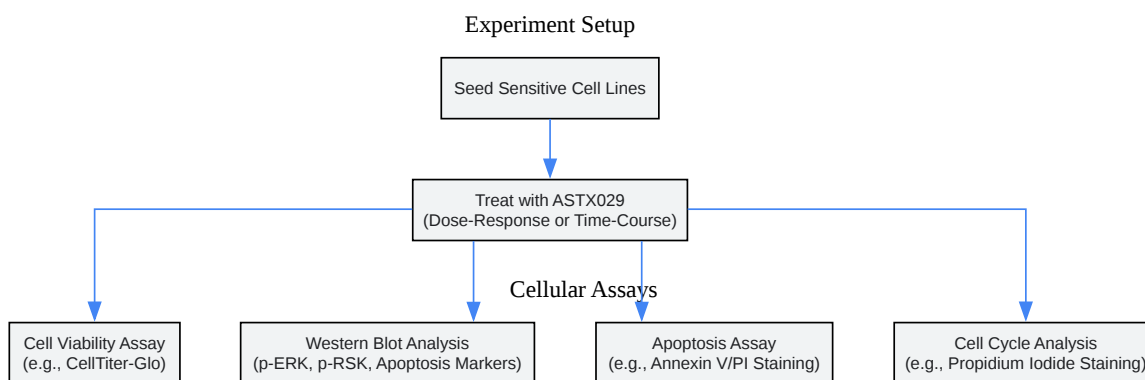 Experiment Setup
Seed Sensitive Cell Lines
Treat with ASTX029
(Dose-Response or Time-Course)
Cellular Assays
Cell Viability Assay
(e.g., CellTiter-Glo)
Western Blot Analysis
(p-ERK, p-RSK, Apoptosis Markers)
Apoptosis Assay
(e.g., Annexin V/PI Staining)
Cell Cycle Analysis
(e.g., Propidium Iodide Staining)